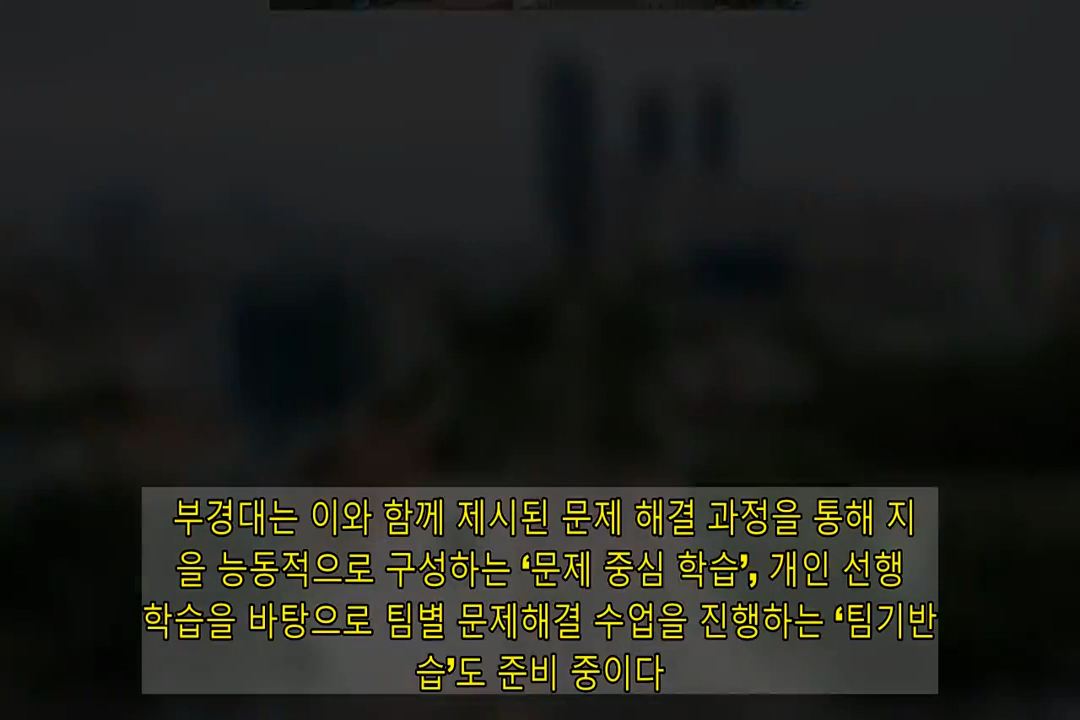 부경대는 이와 함께 제시된 문제 해결 과정을 통해 지
을 능동적으로 구성하는 ‘문제 중심 학습’, 개인 선행
학습을 바탕으로 팀별 문제해결 수업을 진행하는 ‘팀기반
습’도 준비 중이다